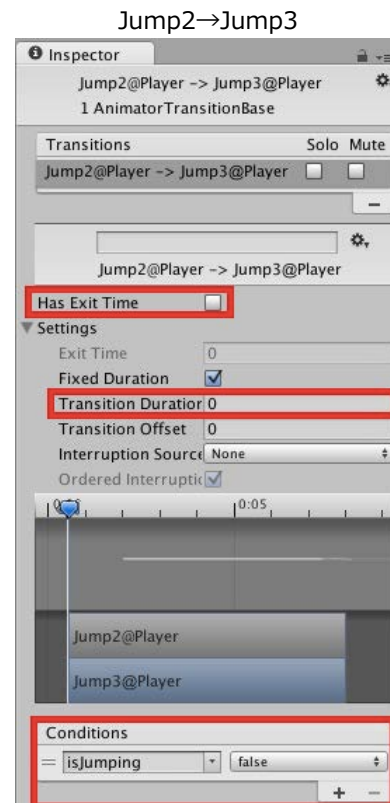 Jump2→Jump3
Inspector
Jump2@Player -> Jump3@Player
1 AnimatorTransitionBase
Transitions Solo Mute
Jump2@Player -> Jump3@Player
Jump2@Player -> Jump3@Player
Has Exit Time
Settings
Exit Time 0
Fixed Duration
Transition Duration 0
Transition Offset 0
Interruption Source None
Ordered Interruptic
0:05
Jump2@Player
Jump3@Player
Conditions
= isJumping false
+ −